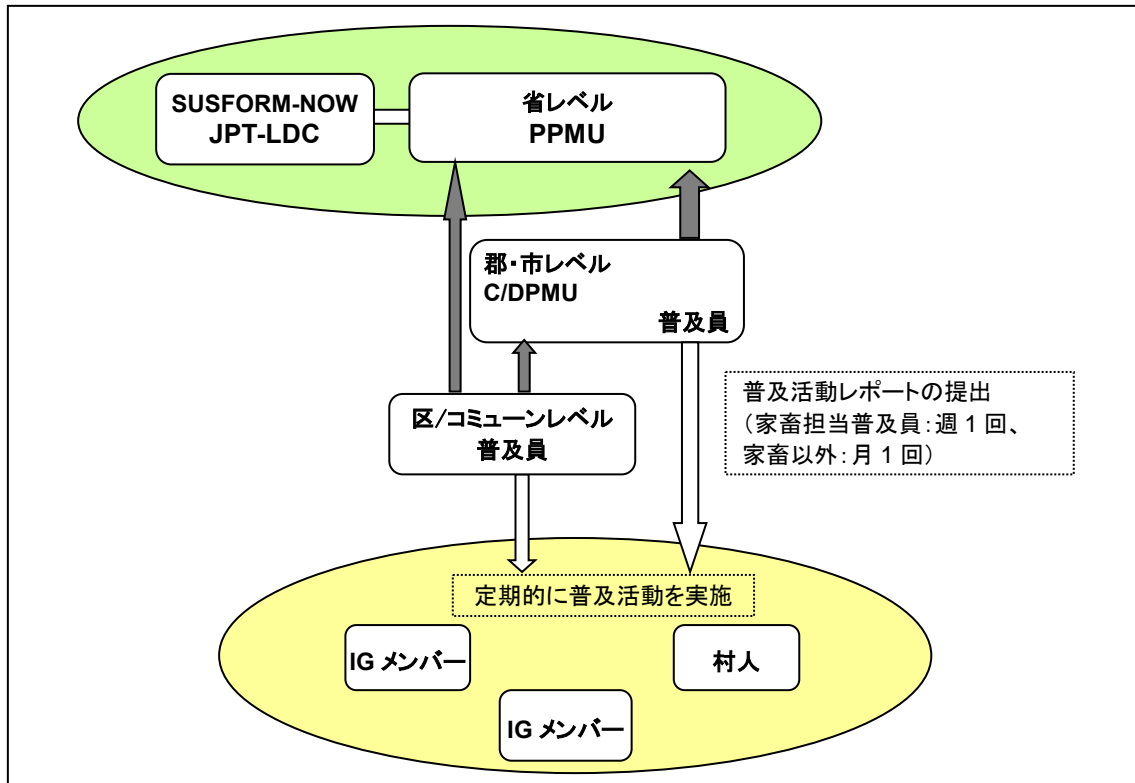 SUSFORM-NOW
JPT-LDC
省レベル
PPMU
郡・市レベル
C/DPMU
普及員
区/コミューンレベル
普及員
普及活動レポートの提出
（家畜担当普及員：週 1 回、
家畜以外：月 1 回）
定期的に普及活動を実施
IG メンバー
村人
IG メンバー